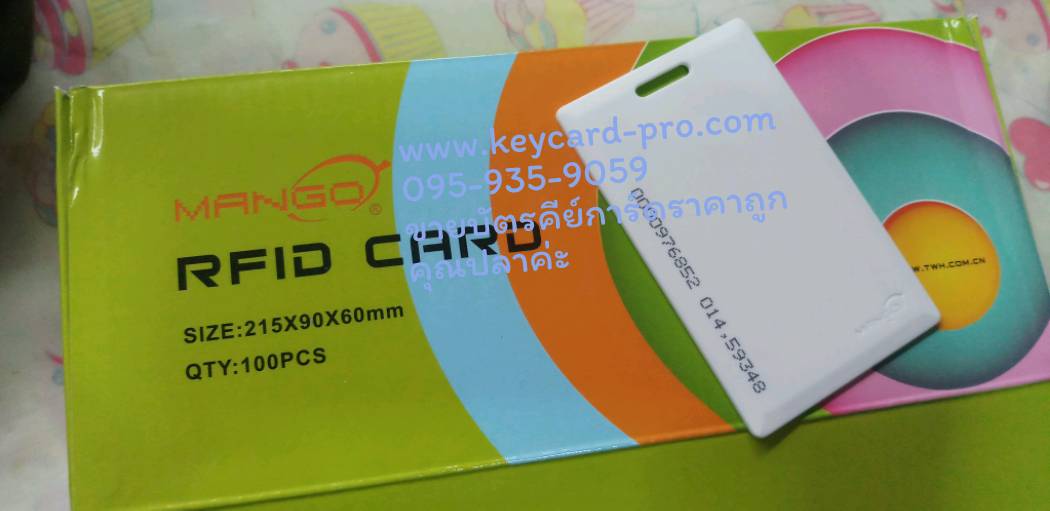 MANGO®
RFID CARD
SIZE:215X90X60mm
QTY:100PCS
www.keycard-pro.com
095-935-9059
ขายบัตรคีย์การ์ดราคาถูก
คุณปลาค่ะ
0000976852 014,59348
MANGO
W.TWH.COM.CN